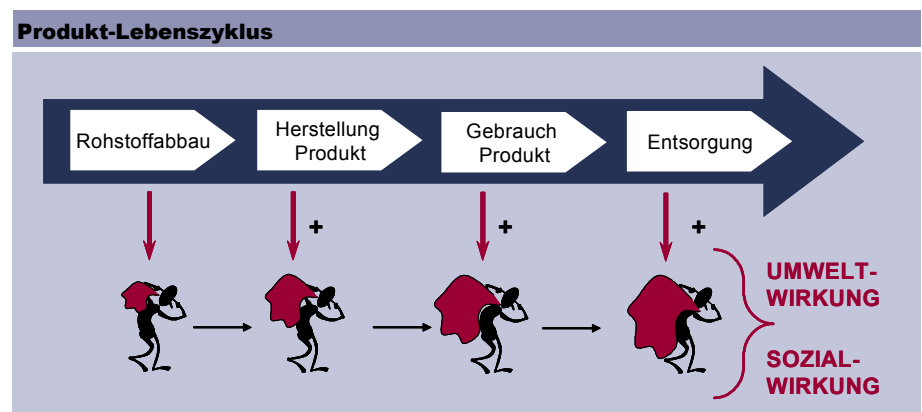 Produkt-Lebenszyklus
Rohstoffabbau
Herstellung
Produkt
Gebrauch
Produkt
Entsorgung
+
+
+
UMWELT-
WIRKUNG
SOZIAL-
WIRKUNG